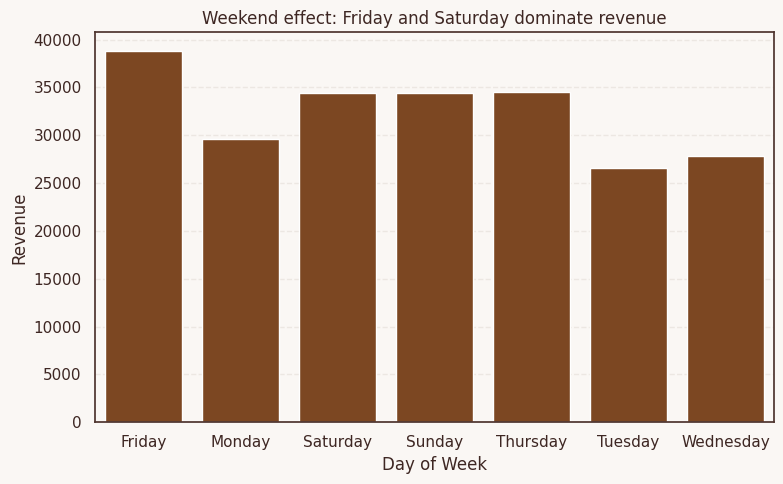 Weekend effect: Friday and Saturday dominate revenue
40000
35000
30000
25000
20000
15000
10000
5000
0
Revenue
Friday Monday Saturday Sunday Thursday Tuesday Wednesday
Day of Week